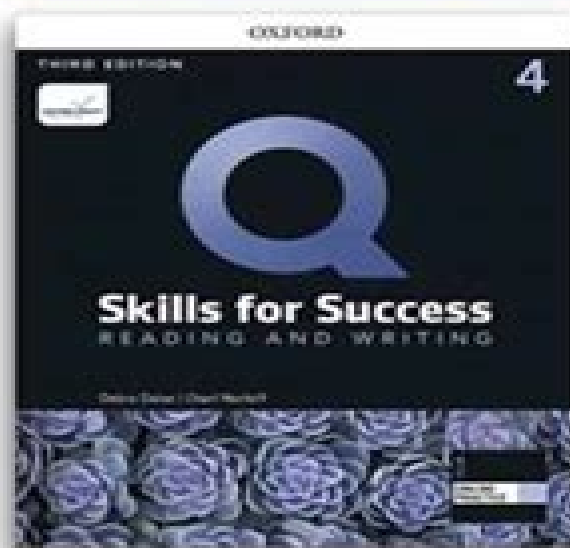 OXFORD
THIRD EDITION
4
Q
Skills for Success
READING AND WRITING